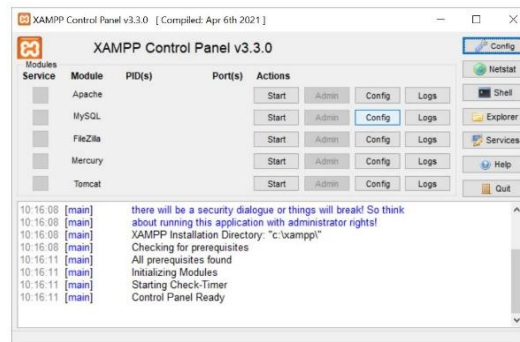 XAMPP Control Panel v3.3.0 [ Compiled: Apr 6th 2021 ]
XAMPP Control Panel v3.3.0
Config
Modules
Service Module PID(s) Port(s) Actions
Netstat
Apache Start Admin Config Logs
Shell
MySQL Start Admin Config Logs
Explorer
FileZilla Start Admin Config Logs
Services
Mercury Start Admin Config Logs
Help
Tomcat Start Admin Config Logs
Quit
10:16:08 [main] there will be a security dialogue or things will break! So think
10:16:08 [main] about running this application with administrator rights!
10:16:08 [main] XAMPP Installation Directory: "c:\xampp\"
10:16:08 [main] Checking for prerequisites
10:16:11 [main] All prerequisites found
10:16:11 [main] Initializing Modules
10:16:11 [main] Starting Check-Timer
10:16:11 [main] Control Panel Ready